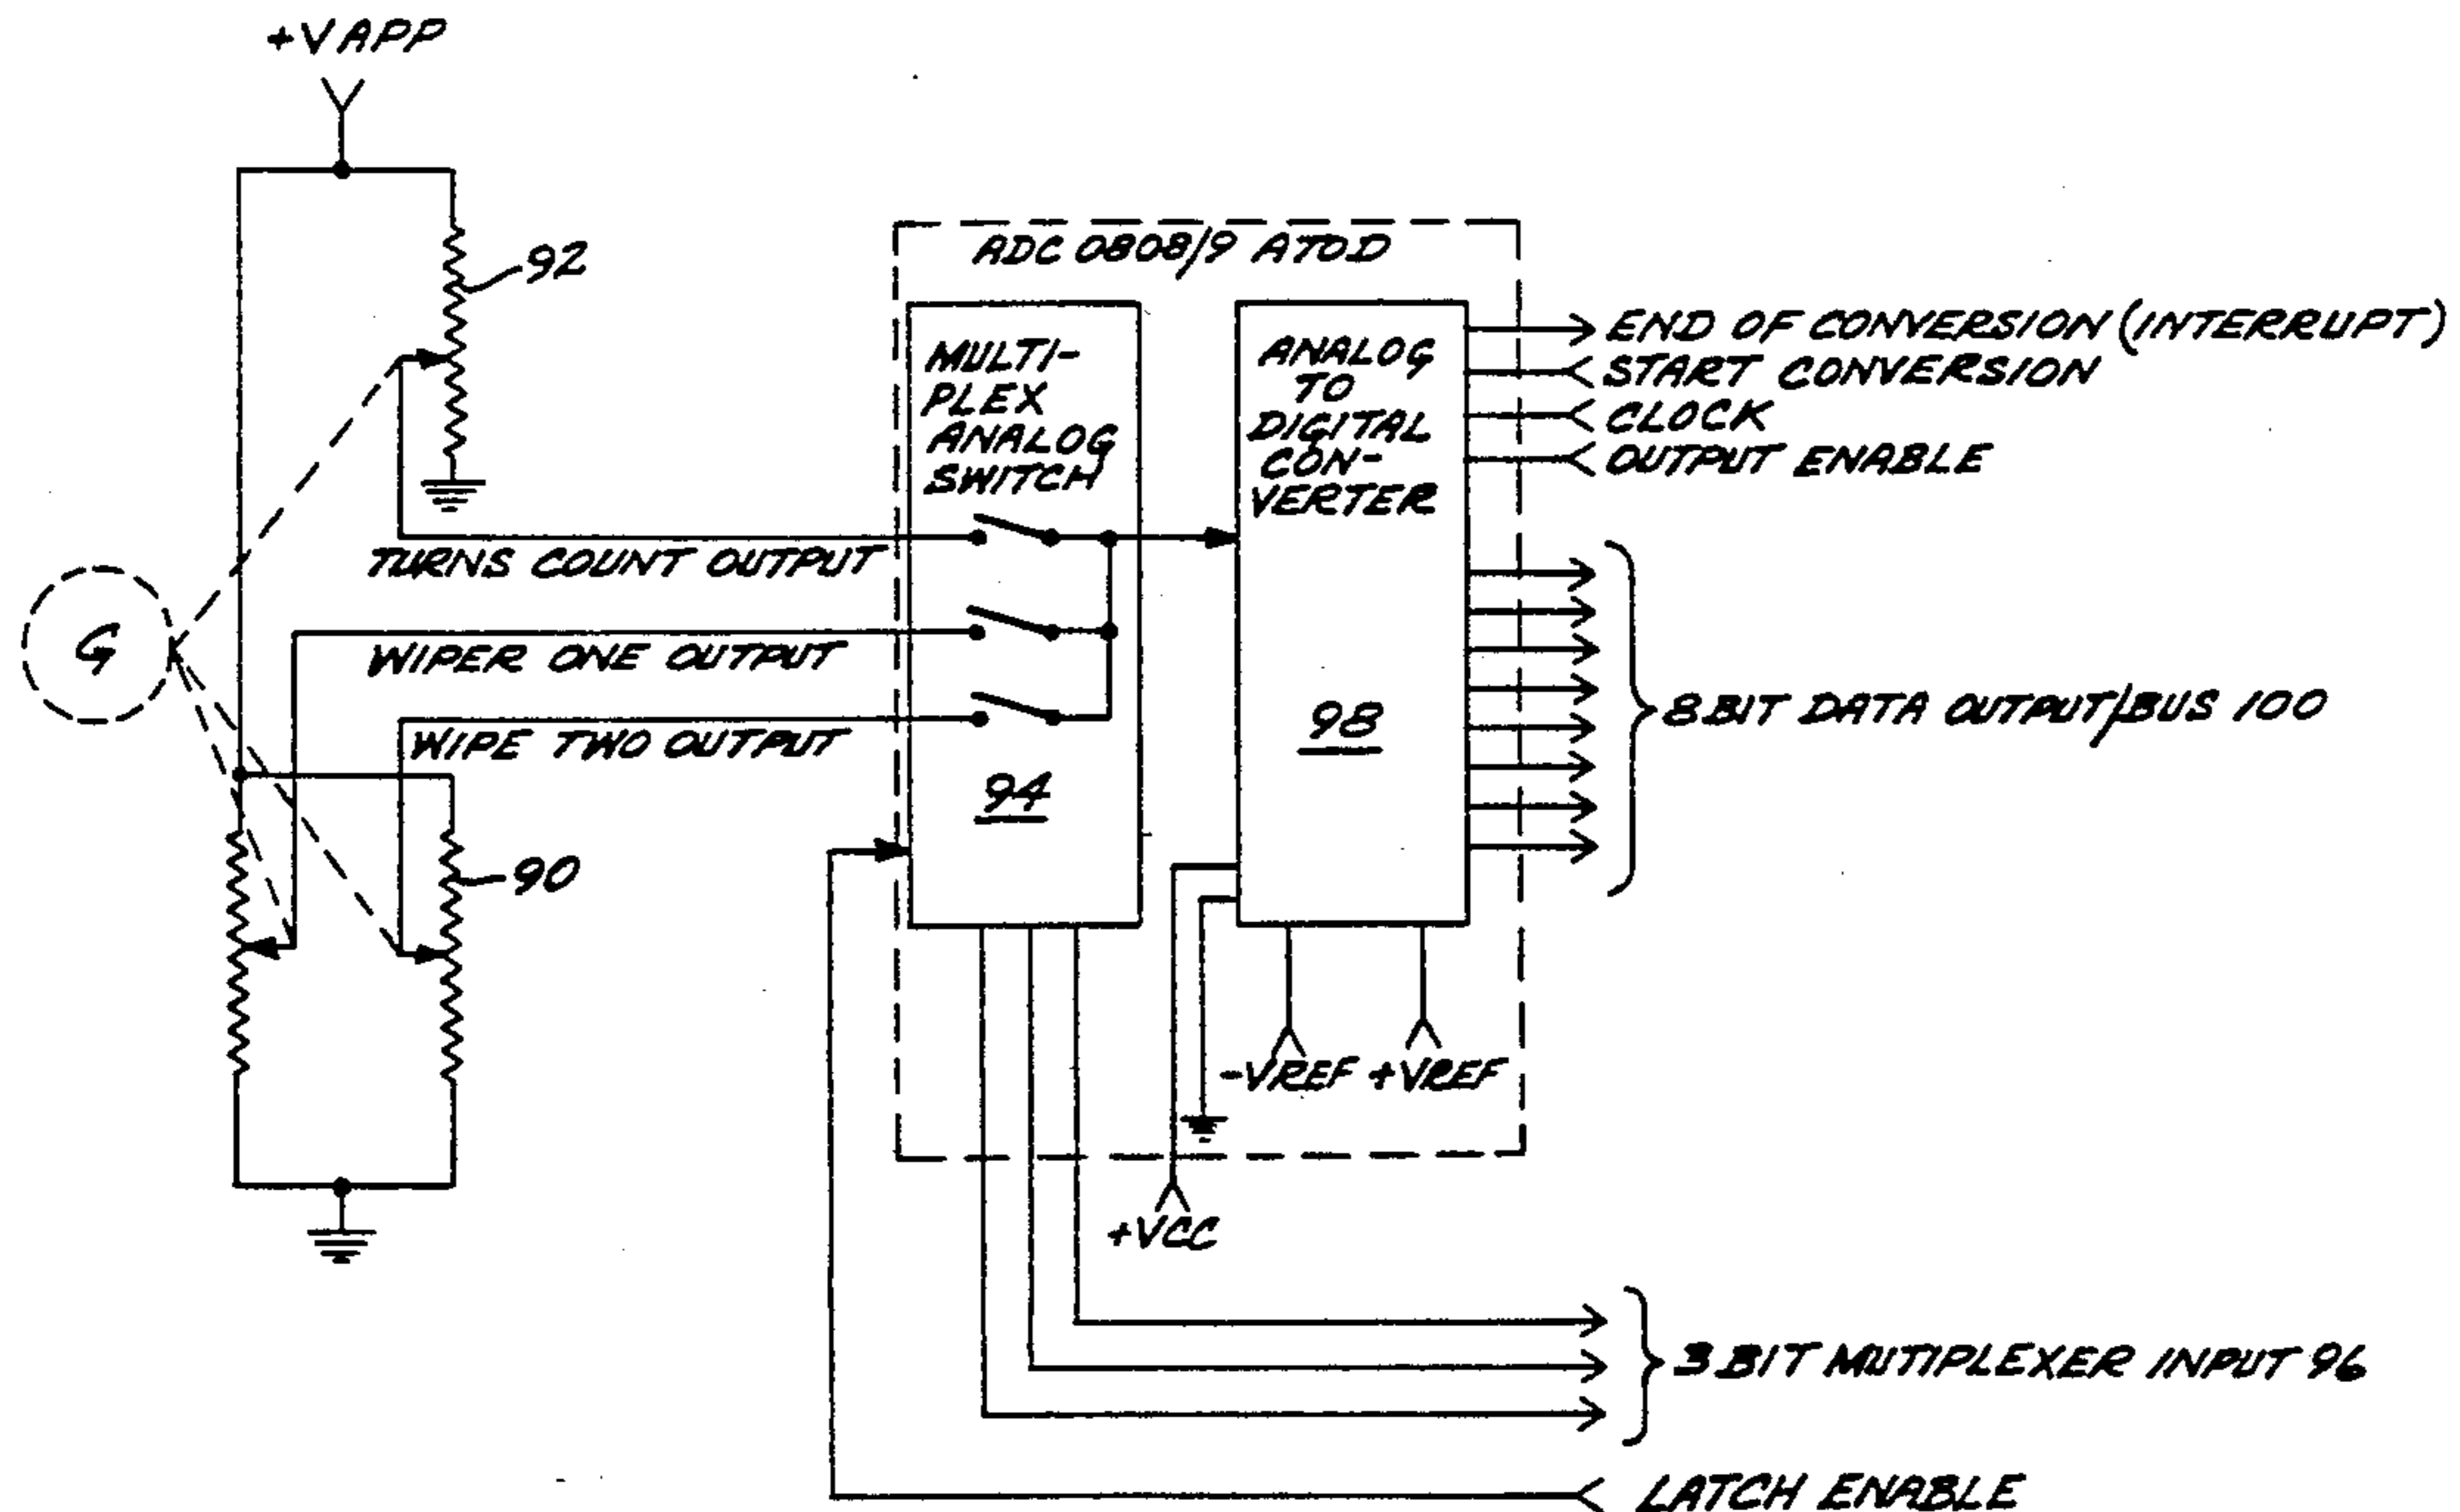 +VAPP
92
ADC 0808/9 ATOD
MULTI-
PLEX
ANALOG
SWITCH
94
ANALOG
TO
DIGITAL
CON-
VERTER
98
END OF CONVERSION (INTERRUPT)
START CONVERSION
CLOCK
OUTPUT ENABLE
TURNS COUNT OUTPUT
G
WIPER ONE OUTPUT
WIPE TWO OUTPUT
8 BIT DATA OUTPUT/BUS 100
90
-VREF +VREF
+VCC
3 BIT MUTIPLEXER INPUT 96
LATCH ENABLE